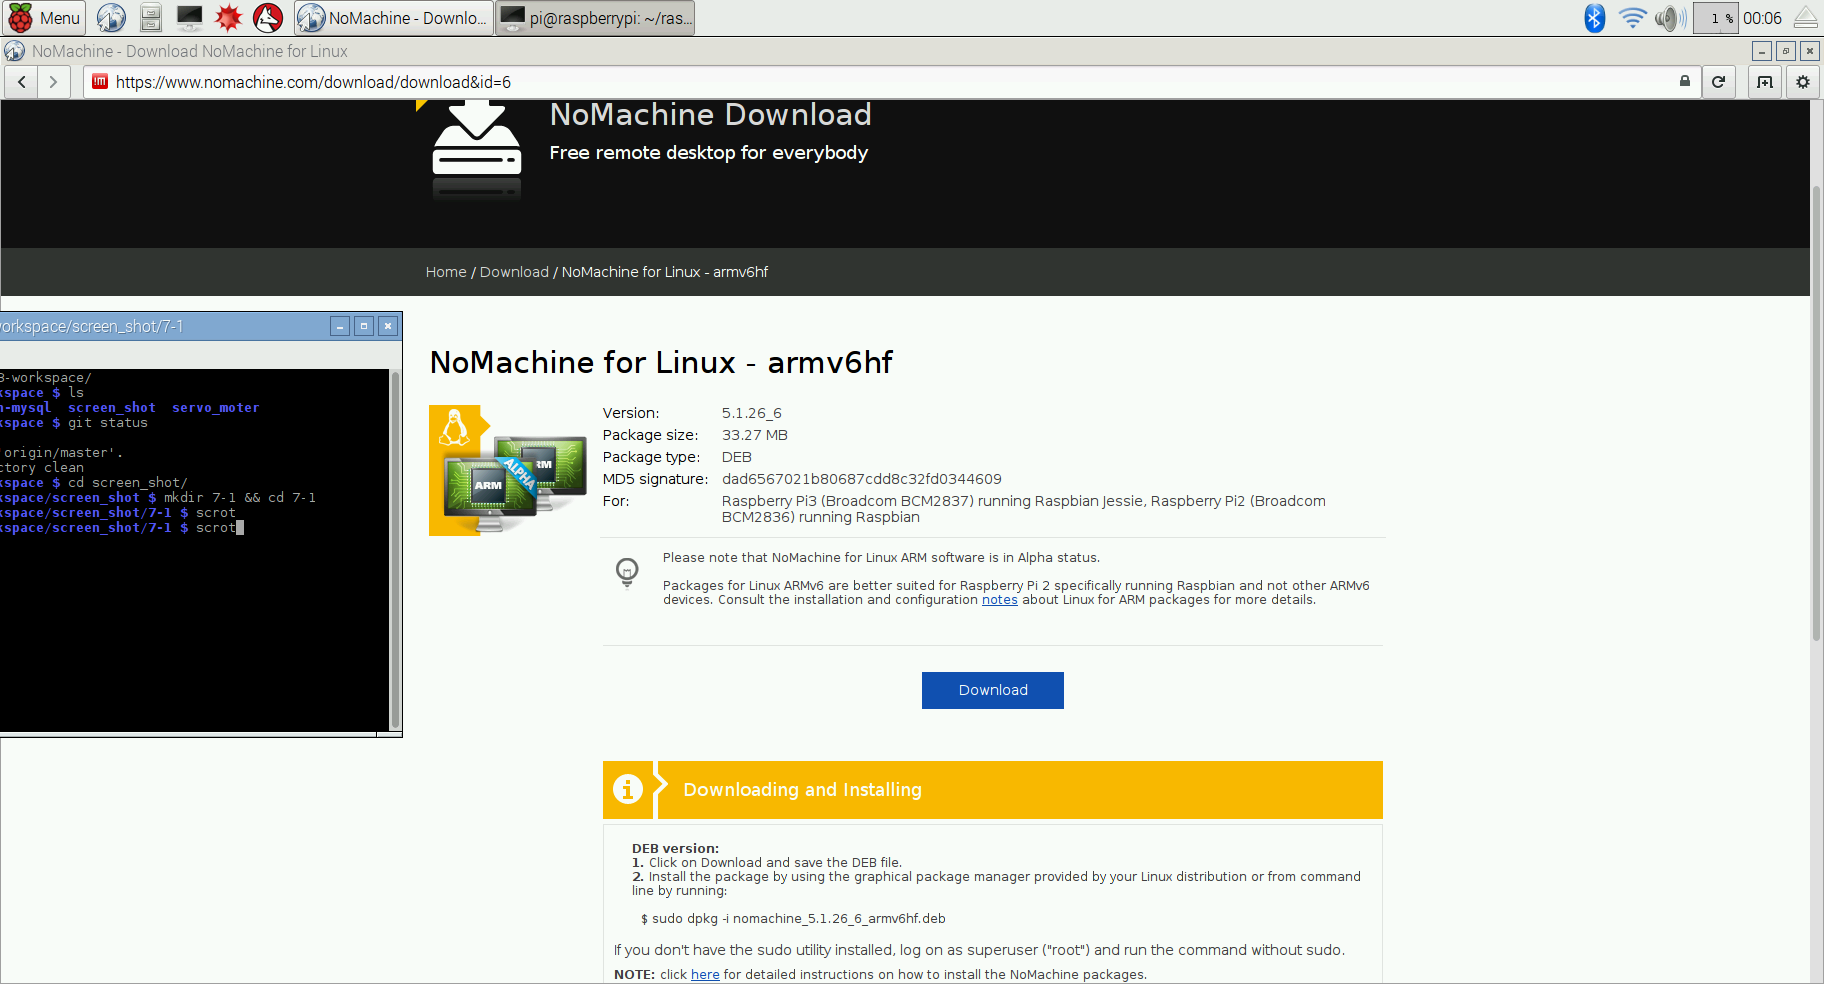 Menu
NoMachine - Downlo...
pi@raspberrypi: ~/ras...
1 %
00:06
NoMachine - Download NoMachine for Linux
https://www.nomachine.com/download/download&id=6
NoMachine Download
Free remote desktop for everybody
Home / Download / NoMachine for Linux - armv6hf
orkspace/screen_shot/7-1
-workspace/
kspace $ ls
n-mysql screen_shot servo_moter
kspace $ git status
'origin/master'.
ctory clean
kspace $ cd screen_shot/
kspace/screen_shot $ mkdir 7-1 && cd 7-1
kspace/screen_shot/7-1 $ scrot
kspace/screen_shot/7-1 $ scrot
NoMachine for Linux - armv6hf
ARM
ALPHA
ARM
Version: 5.1.26_6
Package size: 33.27 MB
Package type: DEB
MD5 signature: dad6567021b80687cdd8c32fd0344609
For: Raspberry Pi3 (Broadcom BCM2837) running Raspbian Jessie, Raspberry Pi2 (Broadcom
BCM2836) running Raspbian
Please note that NoMachine for Linux ARM software is in Alpha status.
Packages for Linux ARMv6 are better suited for Raspberry Pi 2 specifically running Raspbian and not other ARMv6
devices. Consult the installation and configuration notes about Linux for ARM packages for more details.
Download
Downloading and Installing
DEB version:
1. Click on Download and save the DEB file.
2. Install the package by using the graphical package manager provided by your Linux distribution or from command
line by running:
$ sudo dpkg -i nomachine_5.1.26_6_armv6hf.deb
If you don't have the sudo utility installed, log on as superuser ("root") and run the command without sudo.
NOTE: click here for detailed instructions on how to install the NoMachine packages.